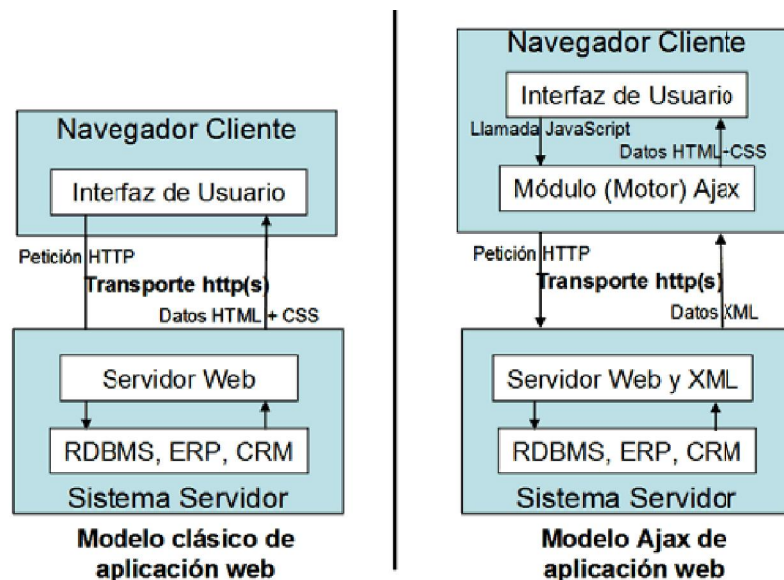 Navegador Cliente
Interfaz de Usuario
Petición HTTP
Transporte http(s)
Datos HTML + CSS
Servidor Web
RDBMS, ERP, CRM
Sistema Servidor
Modelo clásico de
aplicación web
Navegador Cliente
Interfaz de Usuario
Llamada JavaScript
Datos HTML+CSS
Módulo (Motor) Ajax
Petición HTTP
Transporte http(s)
Datos XML
Servidor Web y XML
RDBMS, ERP, CRM
Sistema Servidor
Modelo Ajax de
aplicación web